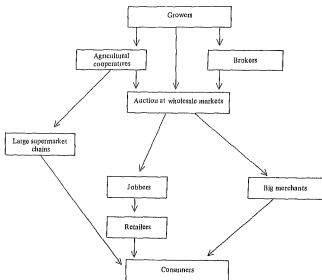 Growers
Agricultural
cooperatives
Brokers
Auction at wholesale markets
Large supermarket
chains
Jobbers
Big merchants
Retailers
Consumers